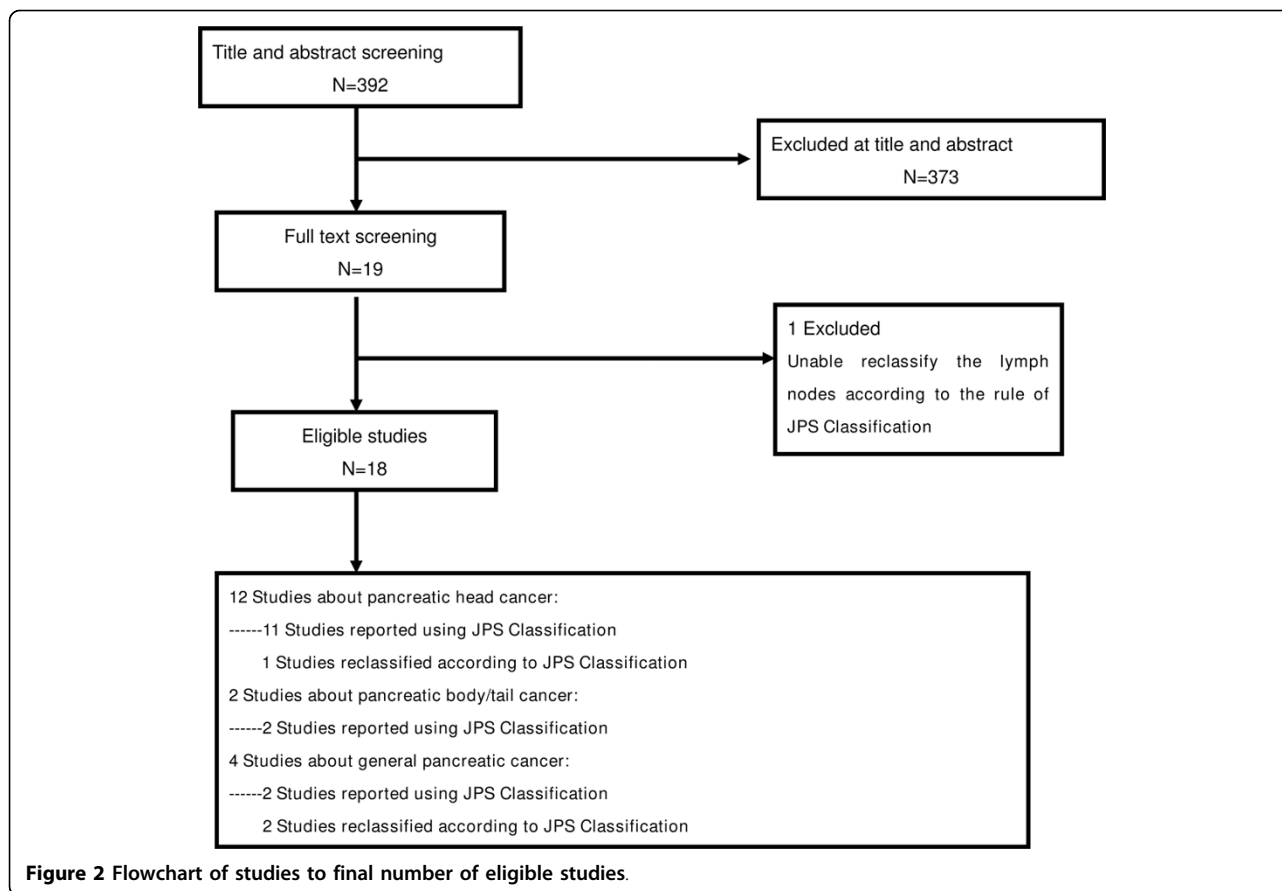 Title and abstract screening
N=392
Excluded at title and abstract
N=373
Full text screening
N=19
1 Excluded
Unable reclassify the lymph
nodes according to the rule of
JPS Classification
Eligible studies
N=18
12 Studies about pancreatic head cancer:
------11 Studies reported using JPS Classification
1 Studies reclassified according to JPS Classification
2 Studies about pancreatic body/tail cancer:
------2 Studies reported using JPS Classification
4 Studies about general pancreatic cancer:
------2 Studies reported using JPS Classification
2 Studies reclassified according to JPS Classification
Figure 2 Flowchart of studies to final number of eligible studies.